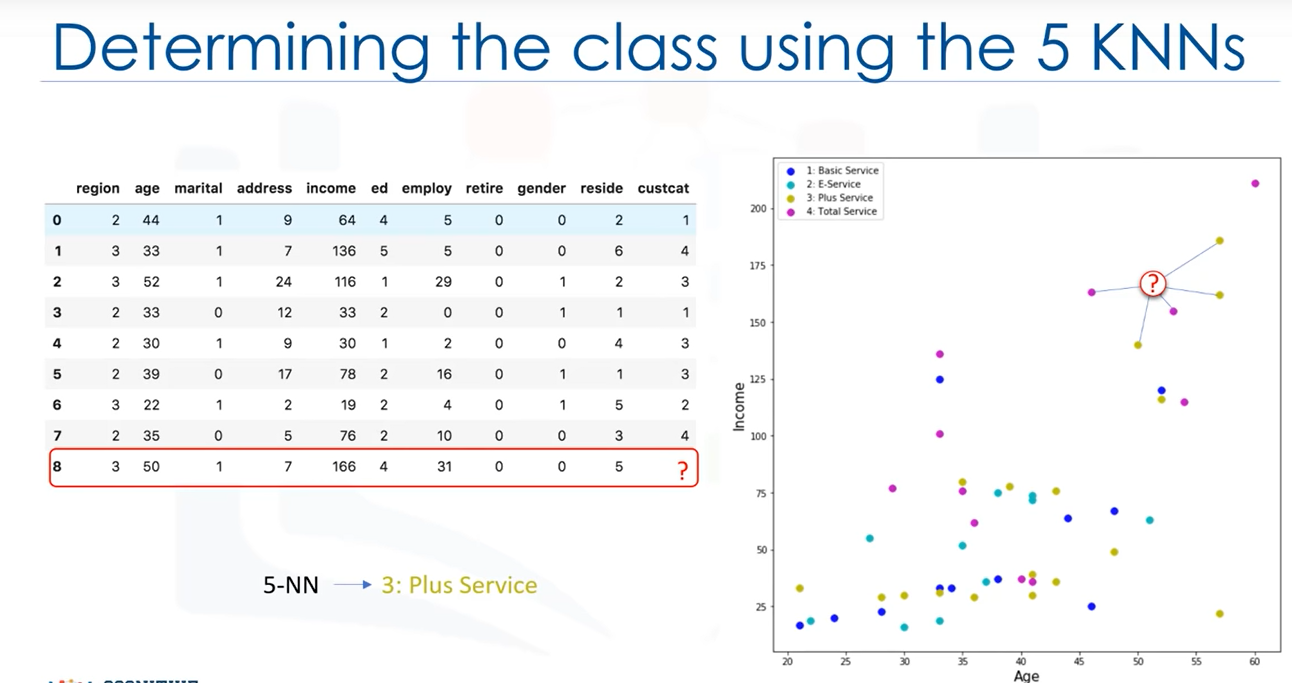 Determining the class using the 5 KNNs
region age marital address income ed employ retire gender reside custcat
0 2 44 1 9 64 4 5 0 0 2 1
1 3 33 1 7 136 5 5 0 0 6 4
2 3 52 1 24 116 1 29 0 1 2 3
3 2 33 0 12 33 2 0 0 1 1 1
4 2 30 1 9 30 1 2 0 0 4 3
5 2 39 0 17 78 2 16 0 1 1 3
6 3 22 1 2 19 2 4 0 1 5 2
7 2 35 0 5 76 2 10 0 0 3 4
8 3 50 1 7 166 4 31 0 0 5 ?
5-NN → 3: Plus Service
1: Basic Service
2: E-Service
3: Plus Service
4: Total Service
?
Income
200
175
150
125
100
75
50
25
20 25 30 35 40 45 50 55 60
Age